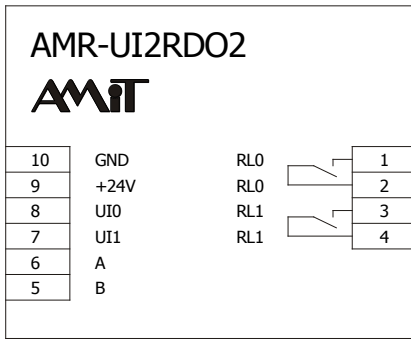 AMR-UI2RDO2
AMiT
10 GND RL0 1
9 +24V RL0 2
8 UI0 RL1 3
7 UI1 RL1 4
6 A
5 B